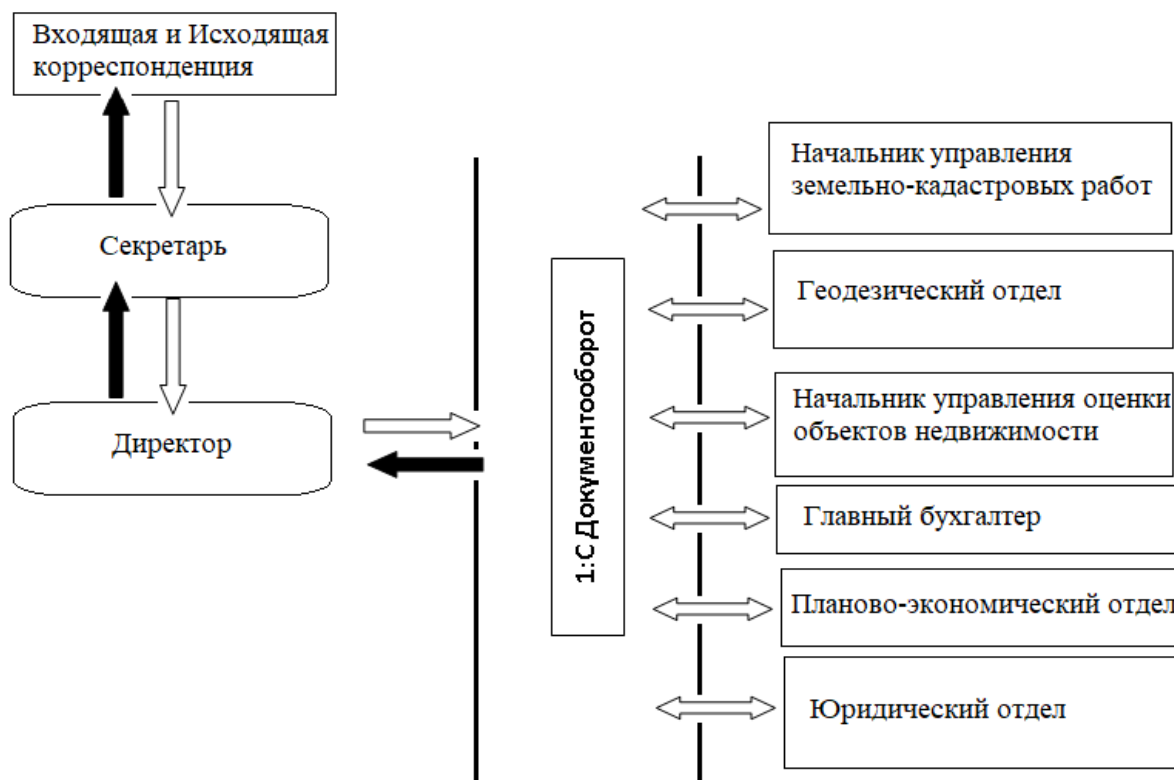 Входящая и Исходящая
корреспонденция
Секретарь
Директор
1:С Документооборот
Начальник управления
земельно-кадастровых работ
Геодезический отдел
Начальник управления оценки
объектов недвижимости
Главный бухгалтер
Планово-экономический отдел
Юридический отдел